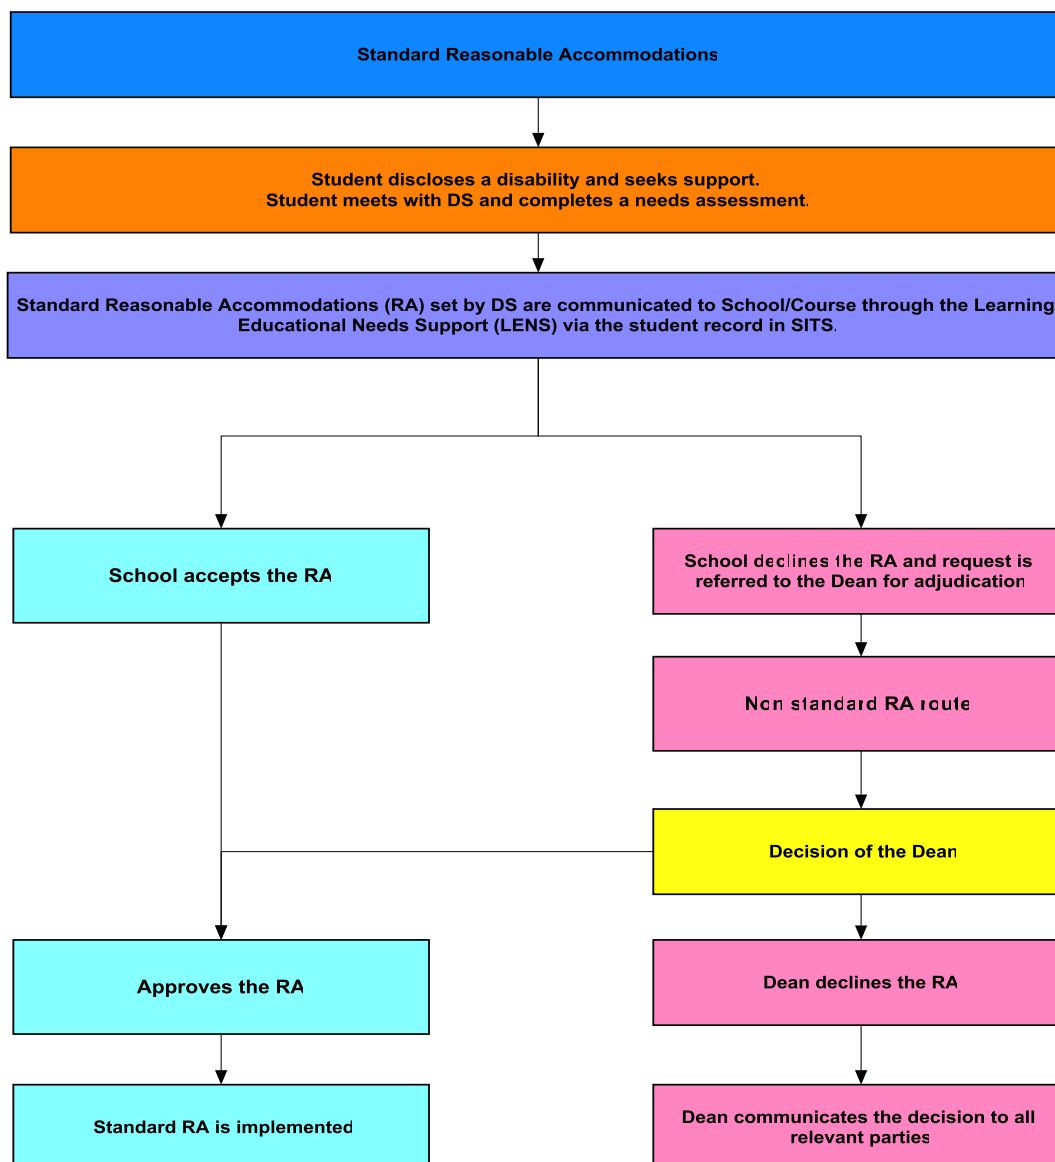 Standard Reasonable Accommodations
Student discloses a disability and seeks support.
Student meets with DS and completes a needs assessment.
Standard Reasonable Accommodations (RA) set by DS are communicated to School/Course through the Learning
Educational Needs Support (LENS) via the student record in SITS.
School accepts the RA
School declines the RA and request is
referred to the Dean for adjudication
Non standard RA route
Decision of the Dean
Approves the RA
Dean declines the RA
Standard RA is implemented
Dean communicates the decision to all
relevant parties